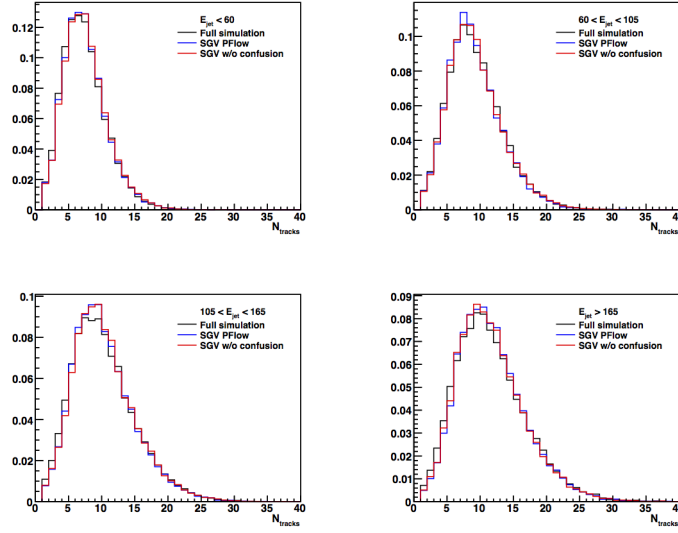 E_jet < 60
Full simulation
SGV PFlow
SGV w/o confusion
0.12
0.1
0.08
0.06
0.04
0.02
0
0 5 10 15 20 25 30 35 40
N_tracks
60 < E_jet < 105
Full simulation
SGV PFlow
SGV w/o confusion
0.1
0.08
0.06
0.04
0.02
0
0 5 10 15 20 25 30 35 40
N_tracks
105 < E_jet < 165
Full simulation
SGV PFlow
SGV w/o confusion
0.1
0.08
0.06
0.04
0.02
0
0 5 10 15 20 25 30 35 40
N_tracks
E_jet > 165
Full simulation
SGV PFlow
SGV w/o confusion
0.09
0.08
0.07
0.06
0.05
0.04
0.03
0.02
0.01
0
0 5 10 15 20 25 30 35 40
N_tracks